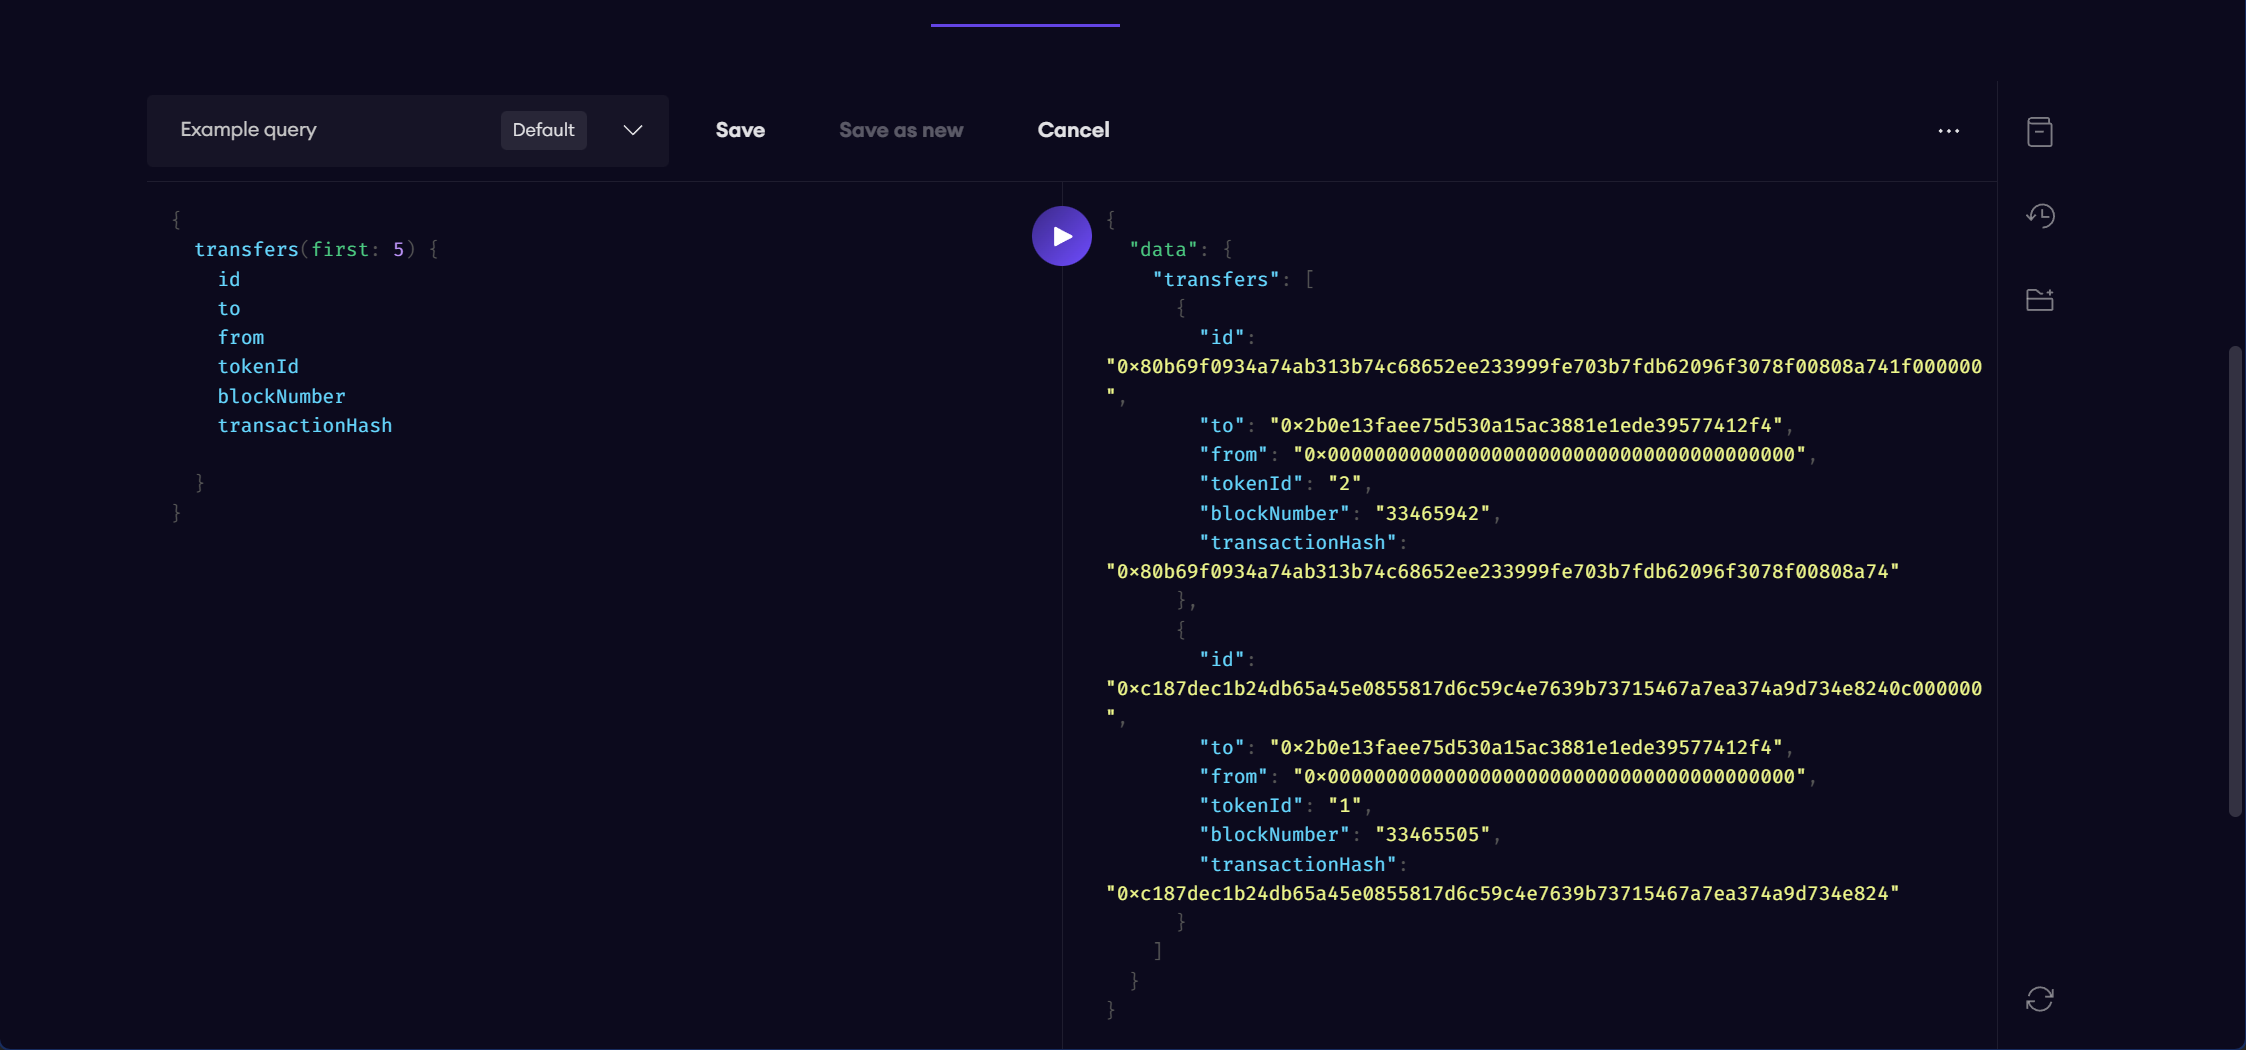 Example query Default Save Save as new Cancel
{
transfers(first: 5) {
id
to
from
tokenId
blockNumber
transactionHash
}
}
{
"data": {
"transfers": [
{
"id":
"0x80b69f0934a74ab313b74c68652ee233999fe703b7fdb62096f3078f00808a741f000000
",
"to": "0x2b0e13faee75d530a15ac3881e1ede39577412f4",
"from": "0x0000000000000000000000000000000000000000",
"tokenId": "2",
"blockNumber": "33465942",
"transactionHash":
"0x80b69f0934a74ab313b74c68652ee233999fe703b7fdb62096f3078f00808a74"
},
{
"id":
"0xc187dec1b24db65a45e0855817d6c59c4e7639b73715467a7ea374a9d734e8240c000000
",
"to": "0x2b0e13faee75d530a15ac3881e1ede39577412f4",
"from": "0x0000000000000000000000000000000000000000",
"tokenId": "1",
"blockNumber": "33465505",
"transactionHash":
"0xc187dec1b24db65a45e0855817d6c59c4e7639b73715467a7ea374a9d734e824"
}
]
}
}